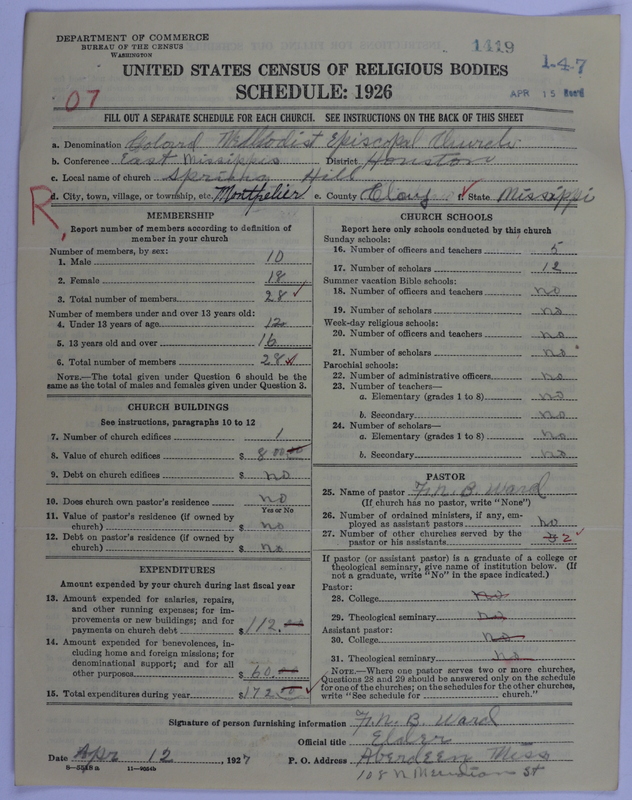 DEPARTMENT OF COMMERCE
BUREAU OF THE CENSUS
WASHINGTON
1419
1-4-7
APR 15 Rec'd
07
UNITED STATES CENSUS OF RELIGIOUS BODIES
SCHEDULE: 1926
FILL OUT A SEPARATE SCHEDULE FOR EACH CHURCH. SEE INSTRUCTIONS ON THE BACK OF THIS SHEET
a. Denomination Colard Methodist Episcopal Church
b. Conference East Missippis District Houston
c. Local name of church Spring Hill
R,
d. City, town, village, or township, etc. Montpelier e. County Clay f. State Missippi
MEMBERSHIP
Report number of members according to definition of member in your church
Number of members, by sex:
1. Male 10
2. Female 18
3. Total number of members 28 ✓
Number of members under and over 13 years old:
4. Under 13 years of age 12
5. 13 years old and over 16
6. Total number of members 28 ✓
NOTE.—The total given under Question 6 should be the same as the total of males and females given under Question 3.
CHURCH BUILDINGS
See instructions, paragraphs 10 to 12
7. Number of church edifices 1
8. Value of church edifices $ 800 00
9. Debt on church edifices $ no
10. Does church own pastor's residence no
Yes or No
11. Value of pastor's residence (if owned by church) $ no
12. Debt on pastor's residence (if owned by church) $ no
EXPENDITURES
Amount expended by your church during last fiscal year
13. Amount expended for salaries, repairs, and other running expenses; for improvements or new buildings; and for payments on church debt $ 112.00
14. Amount expended for benevolences, including home and foreign missions; for denominational support; and for all other purposes $ 60.00
15. Total expenditures during year $ 172 00 ✓
CHURCH SCHOOLS
Report here only schools conducted by this church
Sunday schools:
16. Number of officers and teachers 5
17. Number of scholars 12
Summer vacation Bible schools:
18. Number of officers and teachers no
19. Number of scholars no
Week-day religious schools:
20. Number of officers and teachers no
21. Number of scholars no
Parochial schools:
22. Number of administrative officers no
23. Number of teachers—
a. Elementary (grades 1 to 8) no
b. Secondary no
24. Number of scholars—
a. Elementary (grades 1 to 8) no
b. Secondary no
PASTOR
25. Name of pastor F. N. B. Ward
(If church has no pastor, write "None")
26. Number of ordained ministers, if any, employed as assistant pastors no
27. Number of other churches served by the pastor or his assistants 2 ✓
If pastor (or assistant pastor) is a graduate of a college or theological seminary, give name of institution below. (If not a graduate, write "No" in the space indicated.)
Pastor:
28. College no
29. Theological seminary no
Assistant pastor:
30. College no
31. Theological seminary no
NOTE.—Where one pastor serves two or more churches, Questions 28 and 29 should be answered only on the schedule for one of the churches; on the schedules for the other churches, write "See schedule for church."
Signature of person furnishing information F. N. B. Ward
Official title Elder
Date Apr 12, 1927 P. O. Address Aberdeen Miss
108 N Meridian St
8—5518 a 11—9024b